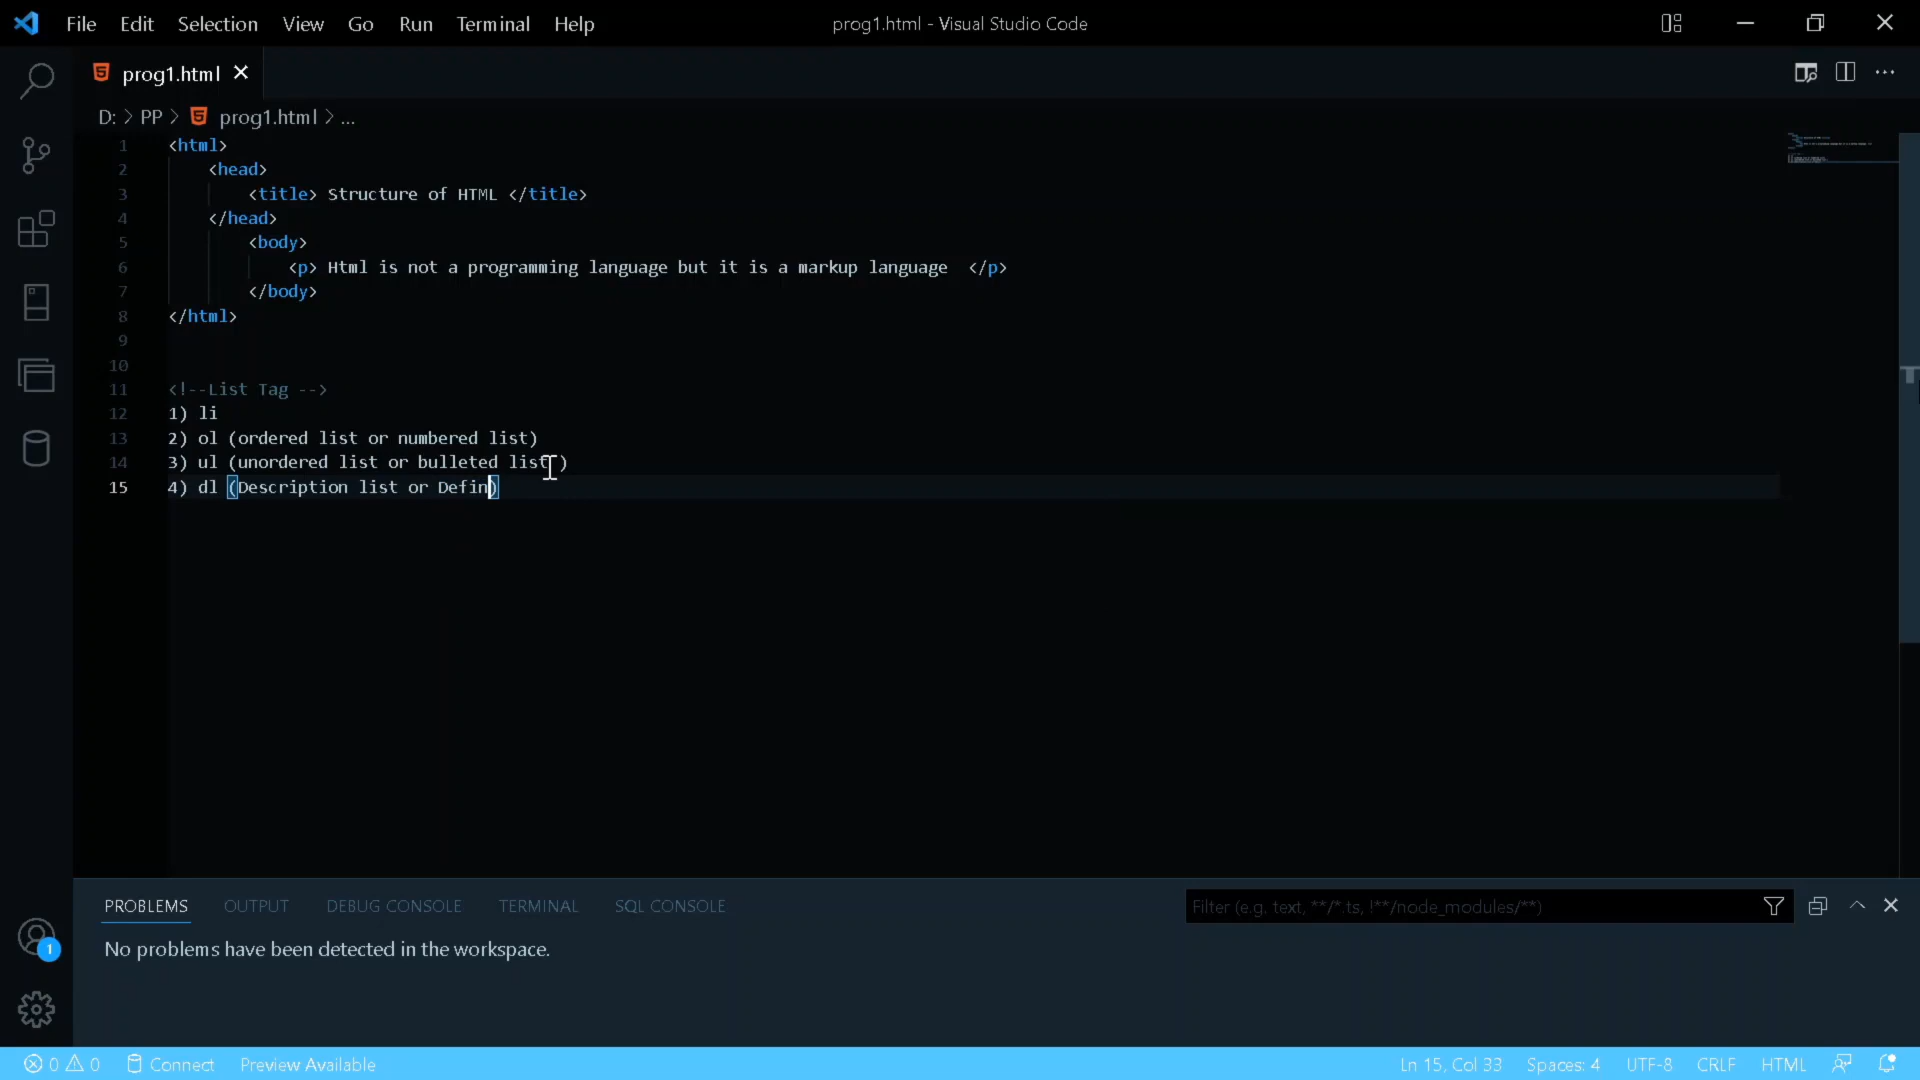 File Edit Selection View Go Run Terminal Help prog1.html - Visual Studio Code
prog1.html
D: > PP > prog1.html > ...
1 <html>
2 <head>
3 <title> Structure of HTML </title>
4 </head>
5 <body>
6 <p> Html is not a programming language but it is a markup language </p>
7 </body>
8 </html>
9
10
11 <!--List Tag -->
12 1) li
13 2) ol (ordered list or numbered list)
14 3) ul (unordered list or bulleted list )
15 4) dl (Description list or Defin)
PROBLEMS OUTPUT DEBUG CONSOLE TERMINAL SQL CONSOLE Filter (e.g. text, **/*.ts, !**/node_modules/**)
No problems have been detected in the workspace.
1
0 0 Connect Preview Available Ln 15, Col 33 Spaces: 4 UTF-8 CRLF HTML